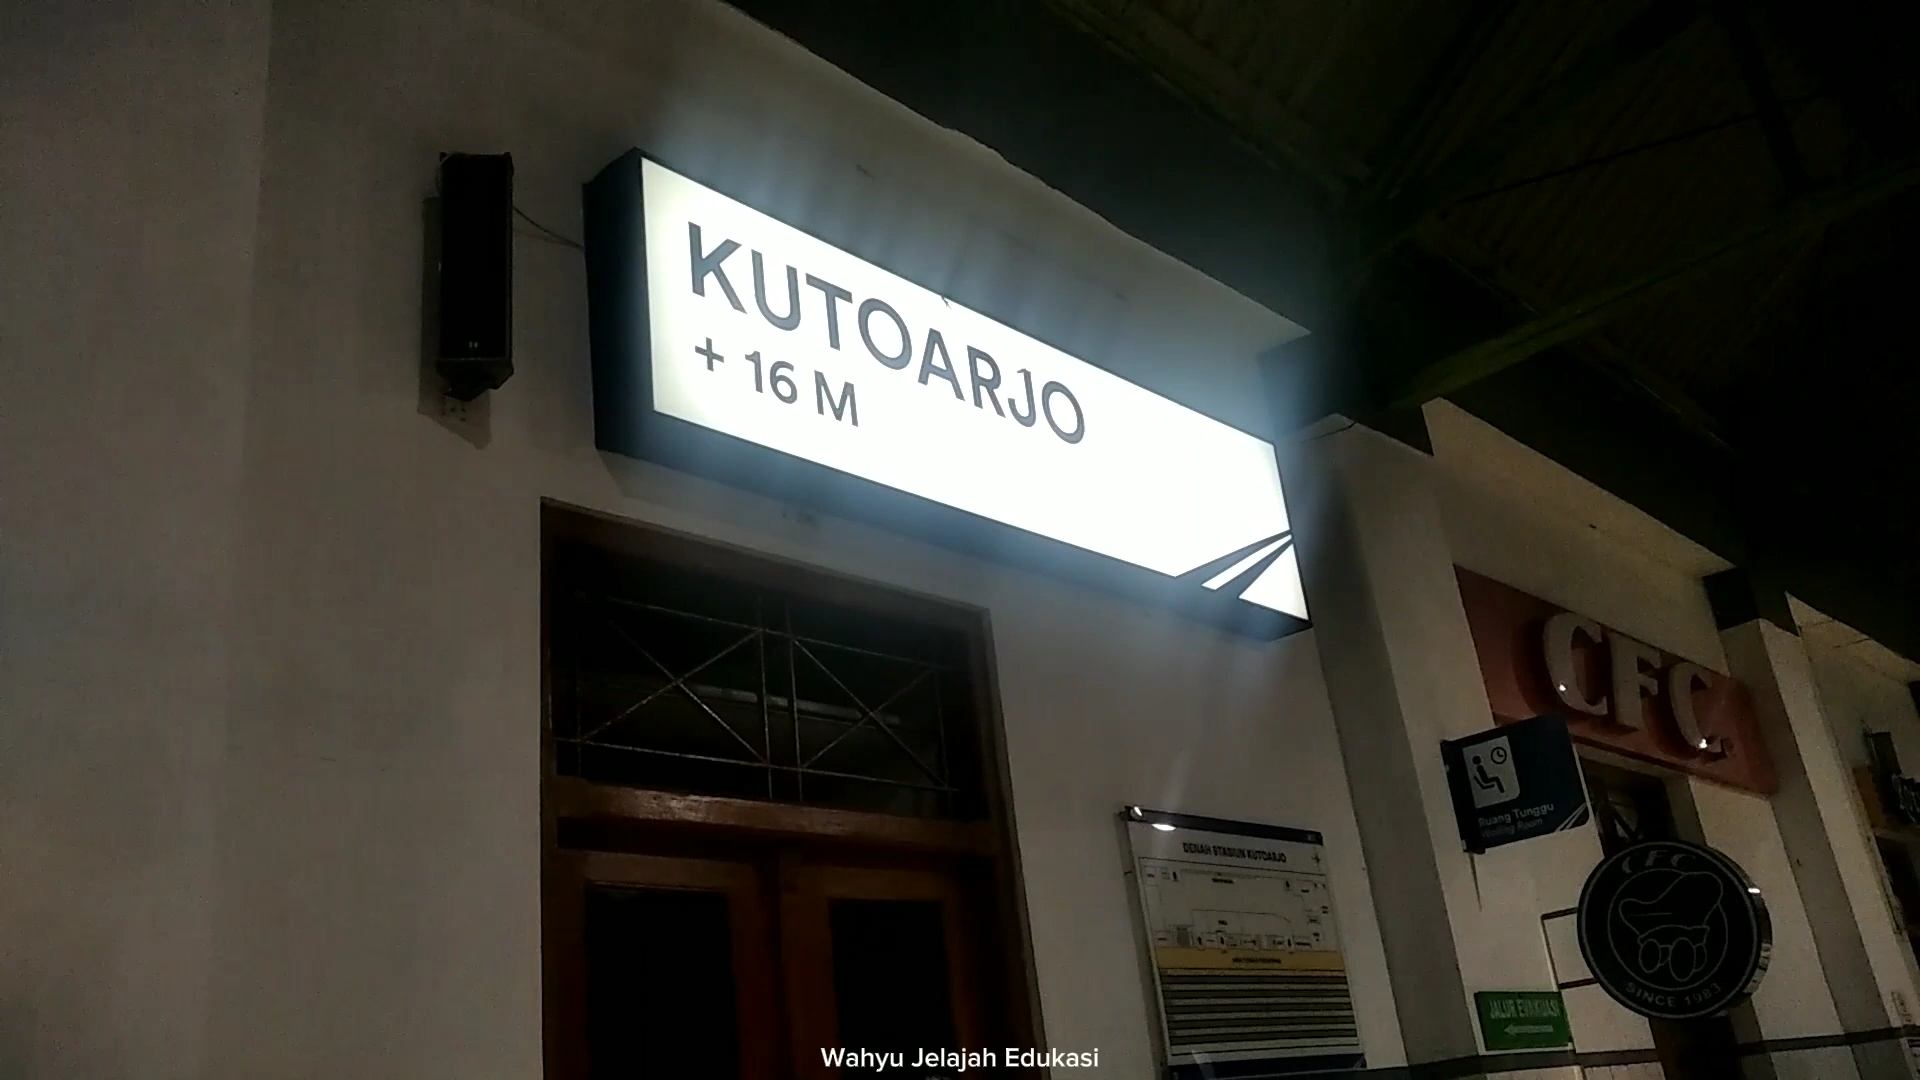 KUTOARJO
+ 16 M
CFC
Ruang Tunggu
Waiting Room
DENAH STASIUN KUTOARJO
CFC
SINCE 1983
JALUR EVAKUASI
Wahyu Jelajah Edukasi